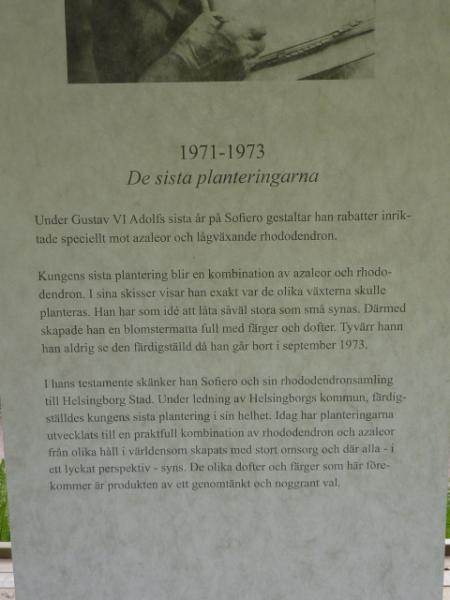 1971-1973
De sista planteringarna
Under Gustav VI Adolfs sista år på Sofiero gestaltar han rabatter inrik-
tade speciellt mot azaleor och lågväxande rhododendron.
Kungens sista plantering blir en kombination av azaleor och rhodo-
dendron. I sina skisser visar han exakt var de olika växterna skulle
planteras. Han har som idé att låta såväl stora som små synas. Därmed
skapade han en blomstermatta full med färger och dofter. Tyvärr hann
han aldrig se den färdigställd då han går bort i september 1973.
I hans testamente skänker han Sofiero och sin rhododendronsamling
till Helsingborg Stad. Under ledning av Helsingborgs kommun, färdig-
ställdes kungens sista plantering i sin helhet. Idag har planteringarna
utvecklats till en praktfull kombination av rhododendron och azaleor
från olika håll i världensom skapats med stort omsorg och där alla - i
ett lyckat perspektiv - syns. De olika dofter och färger som här före-
kommer är produkten av ett genomtänkt och noggrant val.